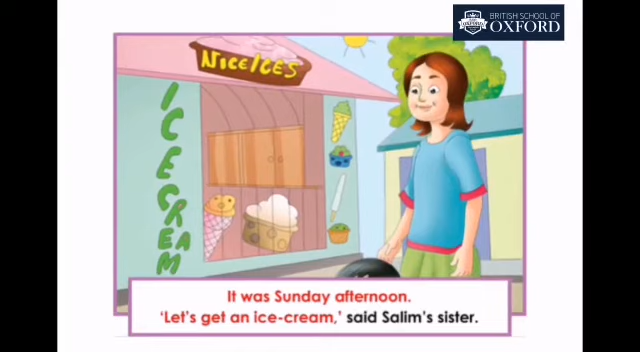 BRITISH SCHOOL OF
OXFORD
NICE ICES
ICE CREAM
It was Sunday afternoon.
‘Let's get an ice-cream,’ said Salim's sister.